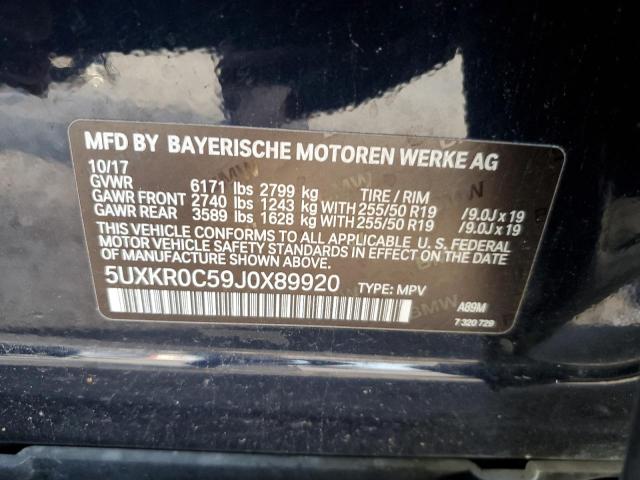 MFD BY BAYERISCHE MOTOREN WERKE AG
10/17
GVWR 6171 lbs 2799 kg TIRE / RIM
GAWR FRONT 2740 lbs 1243 kg WITH 255/50 R19 /9.0J x 19
GAWR REAR 3589 lbs 1628 kg WITH 255/50 R19 /9.0J x 19
THIS VEHICLE CONFORMS TO ALL APPLICABLE U. S. FEDERAL
MOTOR VEHICLE SAFETY STANDARDS IN EFFECT ON THE DATE
OF MANUFACTURE.
5UXKR0C59J0X89920 TYPE: MPV
A89M
7 320 729